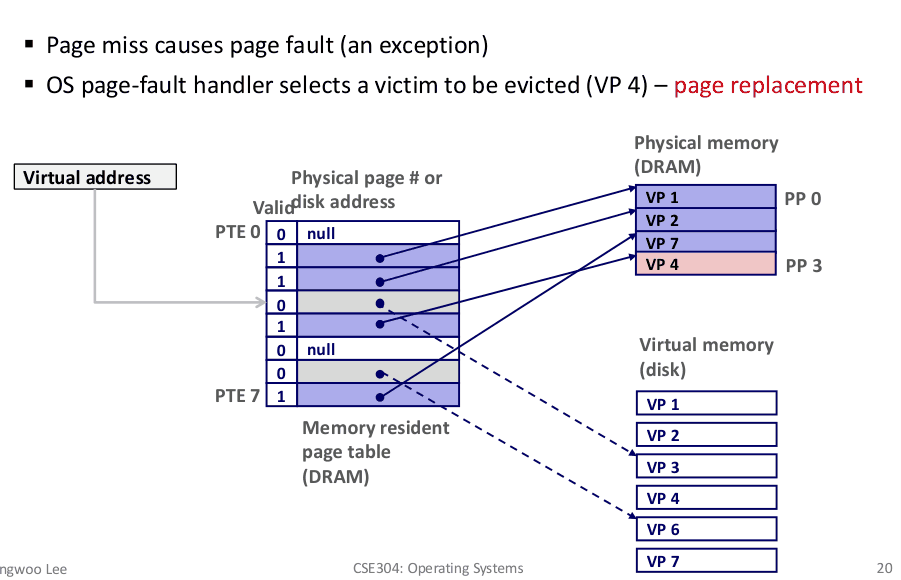 ▪ Page miss causes page fault (an exception)
▪ OS page-fault handler selects a victim to be evicted (VP 4) – page replacement
Virtual address
Physical page # or
disk address
Valid
PTE 0
0 null
1
1
0
1
0 null
0
PTE 7 1
Memory resident
page table
(DRAM)
Physical memory
(DRAM)
VP 1 PP 0
VP 2
VP 7
VP 4 PP 3
Virtual memory
(disk)
VP 1
VP 2
VP 3
VP 4
VP 6
VP 7
ngwoo Lee
CSE304: Operating Systems
20